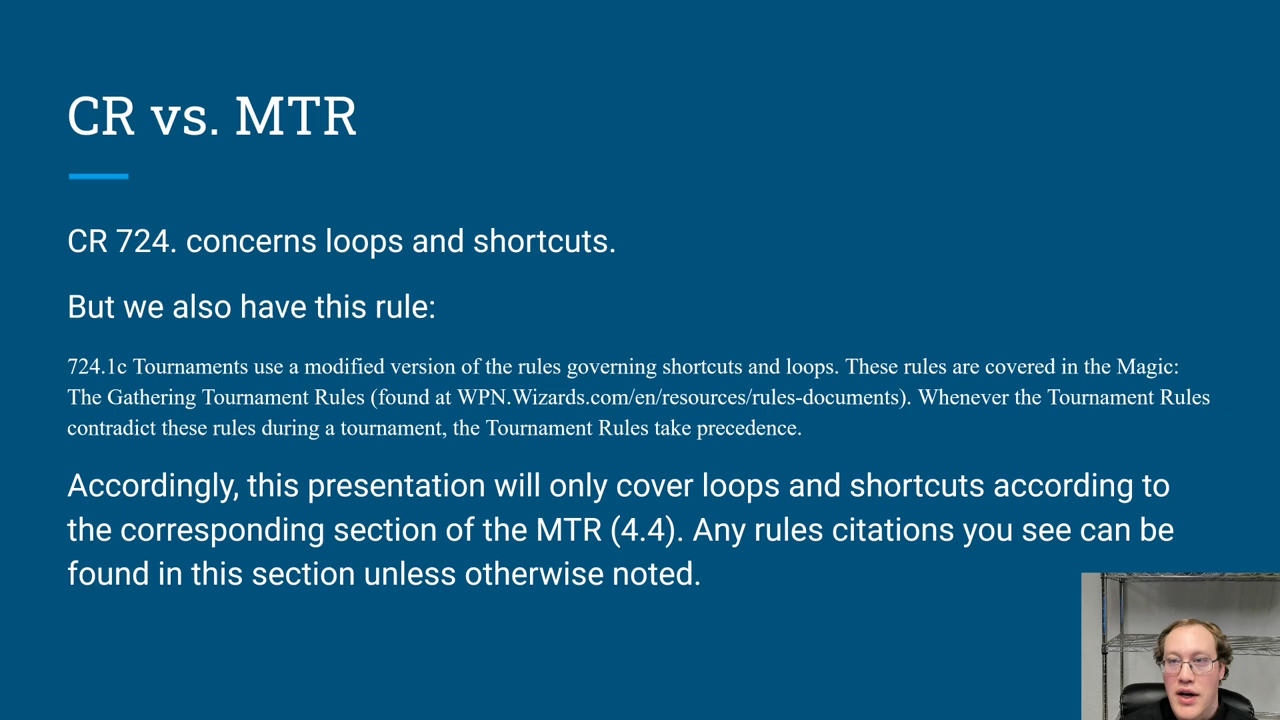 CR vs. MTR
CR 724. concerns loops and shortcuts.
But we also have this rule:
724.1c Tournaments use a modified version of the rules governing shortcuts and loops. These rules are covered in the Magic:
The Gathering Tournament Rules (found at WPN.Wizards.com/en/resources/rules-documents). Whenever the Tournament Rules
contradict these rules during a tournament, the Tournament Rules take precedence.
Accordingly, this presentation will only cover loops and shortcuts according to
the corresponding section of the MTR (4.4). Any rules citations you see can be
found in this section unless otherwise noted.